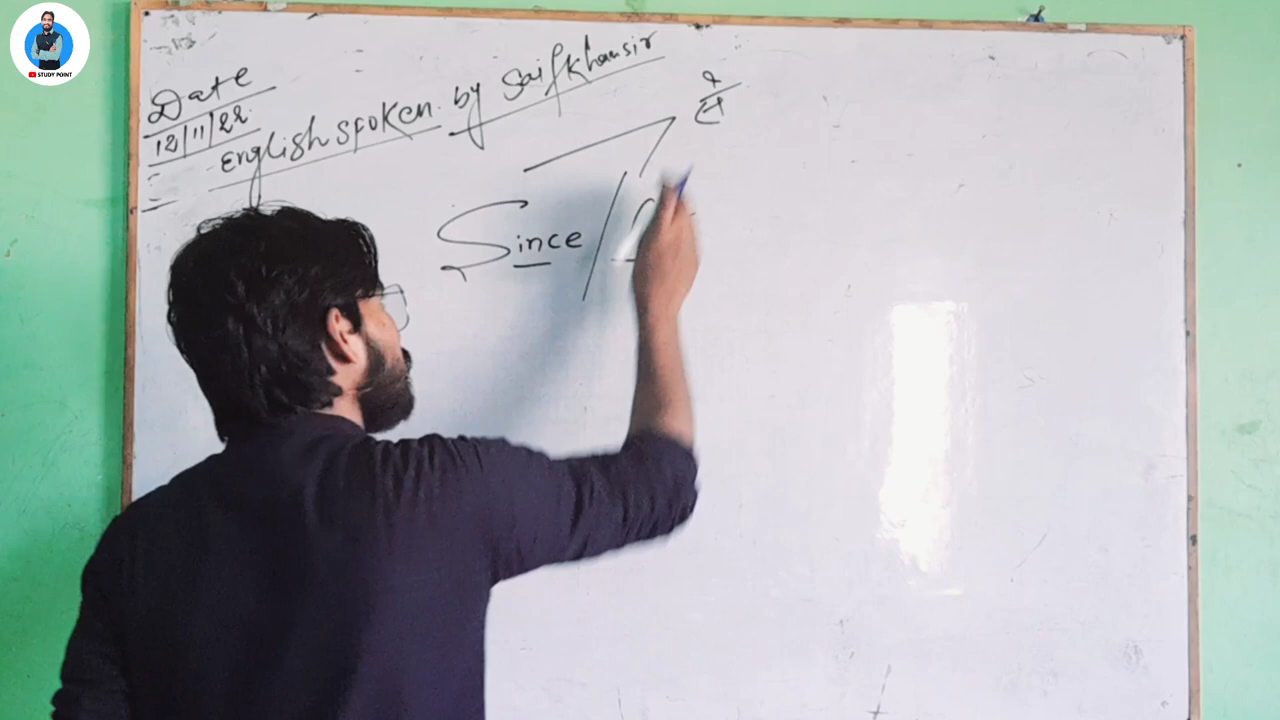 STUDY POINT
Date
12/11/22
English spoken by Saif Khan sir
से
Since /